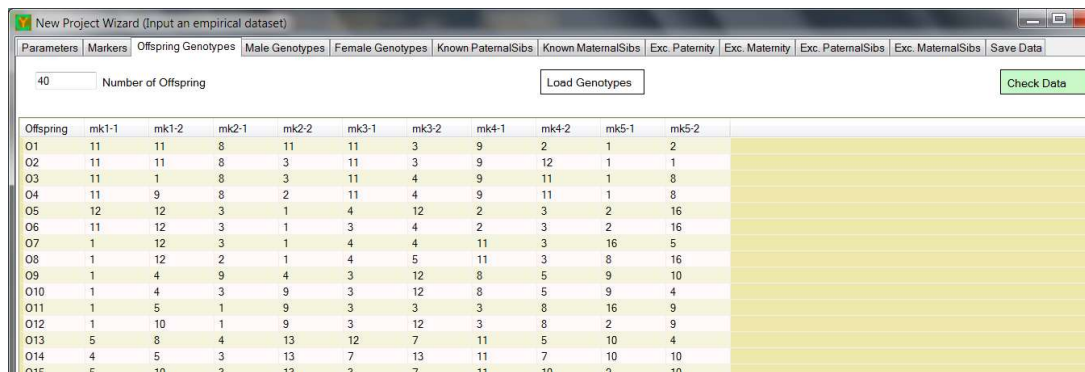 New Project Wizard (Input an empirical dataset)
Parameters Markers Offspring Genotypes Male Genotypes Female Genotypes Known PaternalSibs Known MaternalSibs Exc. Paternity Exc. Maternity Exc. PaternalSibs Exc. MaternalSibs Save Data
40 Number of Offspring Load Genotypes Check Data
Offspring mk1-1 mk1-2 mk2-1 mk2-2 mk3-1 mk3-2 mk4-1 mk4-2 mk5-1 mk5-2
O1 11 11 8 11 11 3 9 2 1 2
O2 11 11 8 3 11 3 9 12 1 1
O3 11 1 8 3 11 4 9 11 1 8
O4 11 9 8 2 11 4 9 11 1 8
O5 12 12 3 1 4 12 2 3 2 16
O6 11 12 3 1 3 4 2 3 2 16
O7 1 12 3 1 4 4 11 3 16 5
O8 1 12 2 1 4 5 11 3 8 16
O9 1 4 9 4 3 12 8 5 9 10
O10 1 4 3 9 3 12 8 5 9 4
O11 1 5 1 9 3 3 3 8 16 9
O12 1 10 1 9 3 12 3 8 2 9
O13 5 8 4 13 12 7 11 5 10 4
O14 4 5 3 13 7 13 11 7 10 10
O15 5 10 3 13 3 7 11 10 2 10